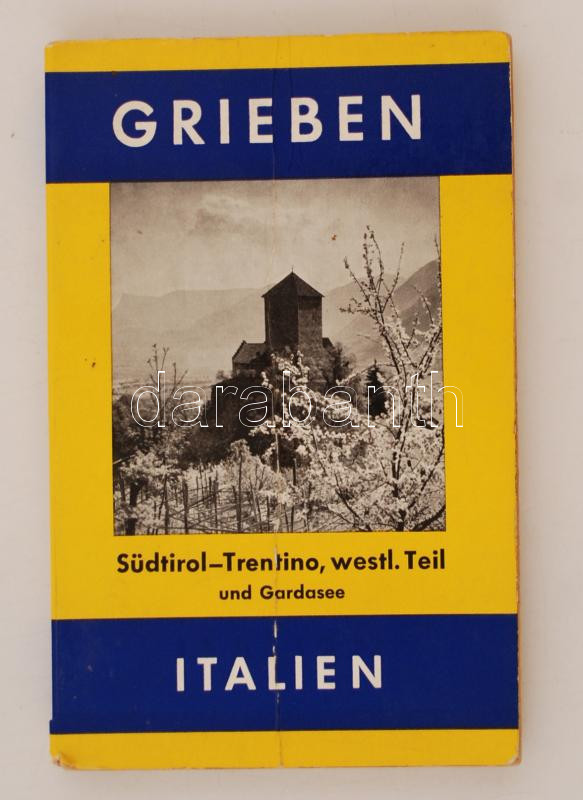 GRIEBEN
darabanth
Südtirol–Trentino, westl. Teil
und Gardasee
ITALIEN